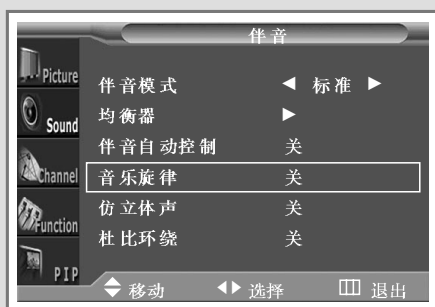 伴音
Picture
伴音模式 ◀ 标准 ▶
均衡器 ▶
Sound
伴音自动控制 关
Channel
音乐旋律 关
仿立体声 关
Function
杜比环绕 关
PIP
移动 选择 退出